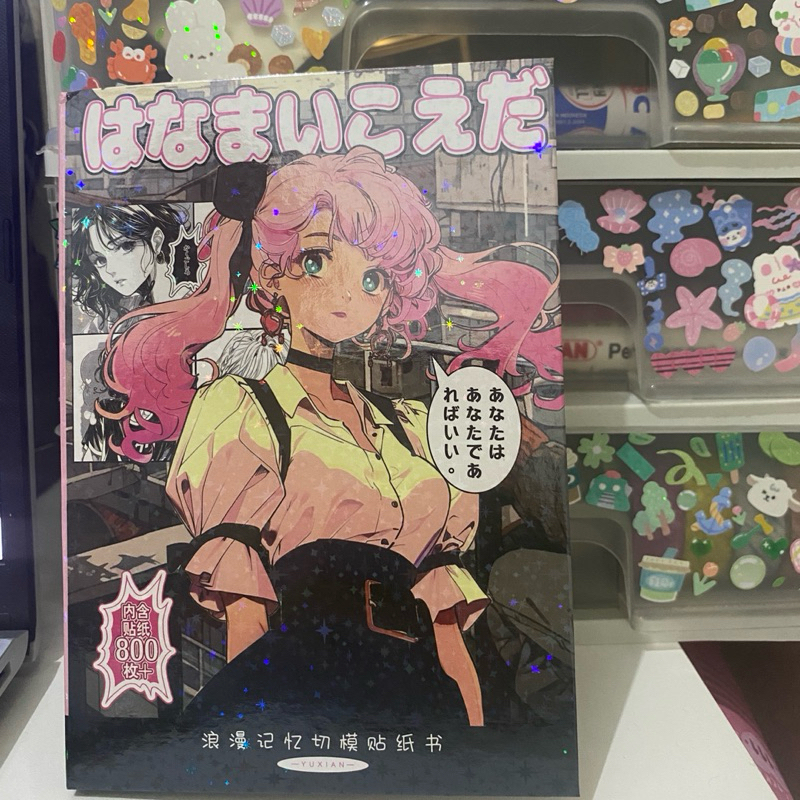 はなまいこえだ
あなたは
あなたであ
ればいい。
内含
贴纸
800
枚+
浪漫记忆切模贴纸书
YUXIAN